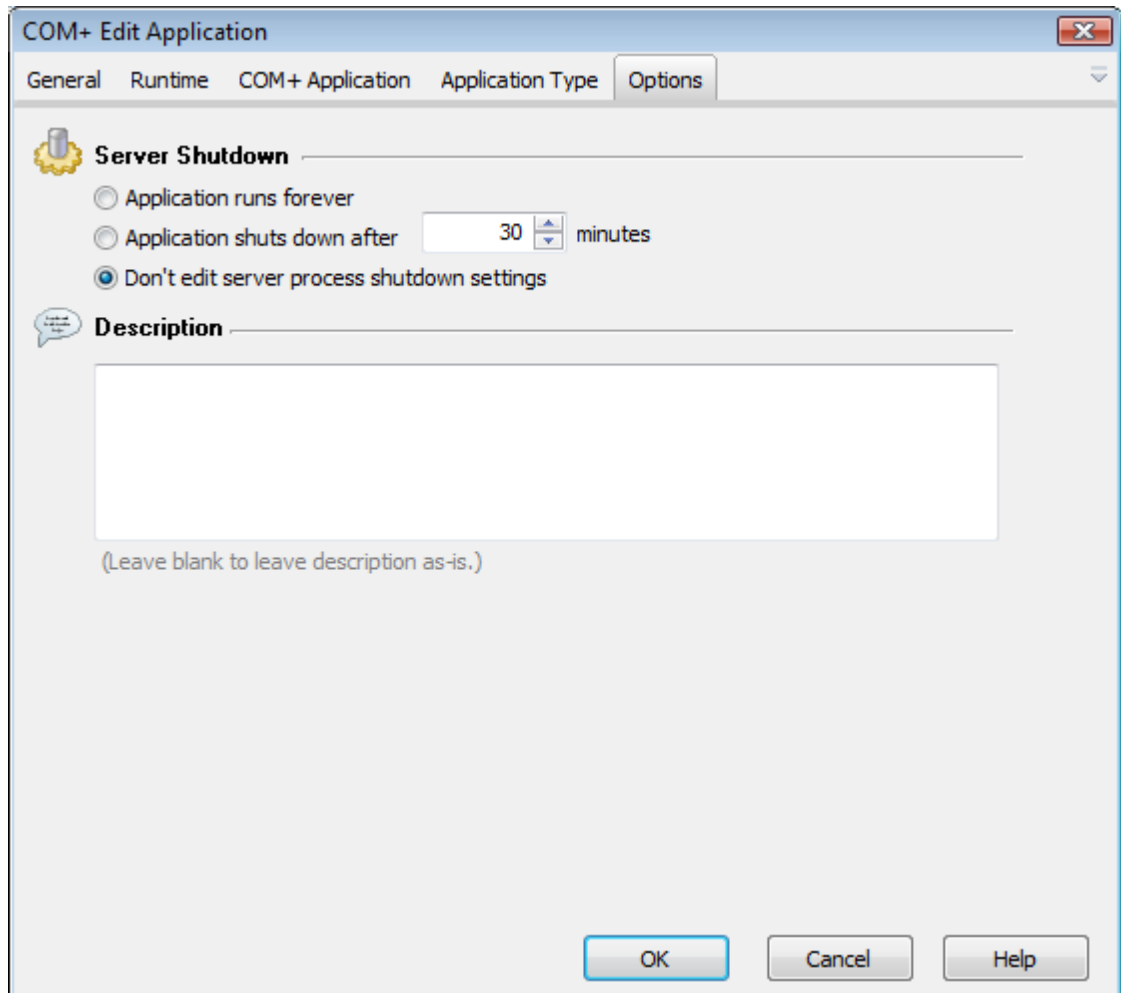 COM+ Edit Application
General Runtime COM+ Application Application Type Options
Server Shutdown
Application runs forever
Application shuts down after 30 minutes
Don't edit server process shutdown settings
Description
(Leave blank to leave description as-is.)
OK Cancel Help